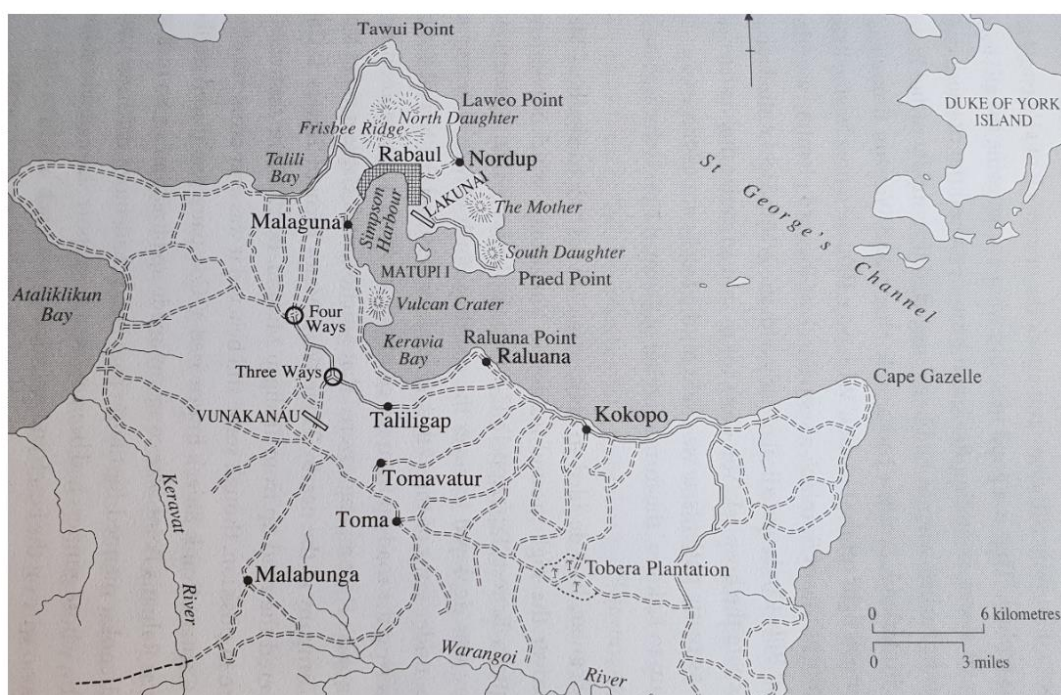 Tawui Point
Laweo Point
North Daughter
Frisbee Ridge
DUKE OF YORK
ISLAND
Talili
Bay
Rabaul
Nordup
LAKUNAI
The Mother
St George's Channel
Malaguna
Simpson
Harbour
South Daughter
MATUPI I
Praed Point
Ataliklikun
Bay
Vulcan Crater
Four
Ways
Keravia
Bay
Raluana Point
Raluana
Three Ways
Cape Gazelle
VUNAKANAU
Taliligap
Kokopo
Tomavatur
Keravat
River
Toma
Tobera Plantation
Malabunga
0 6 kilometres
0 3 miles
Warangoi
River